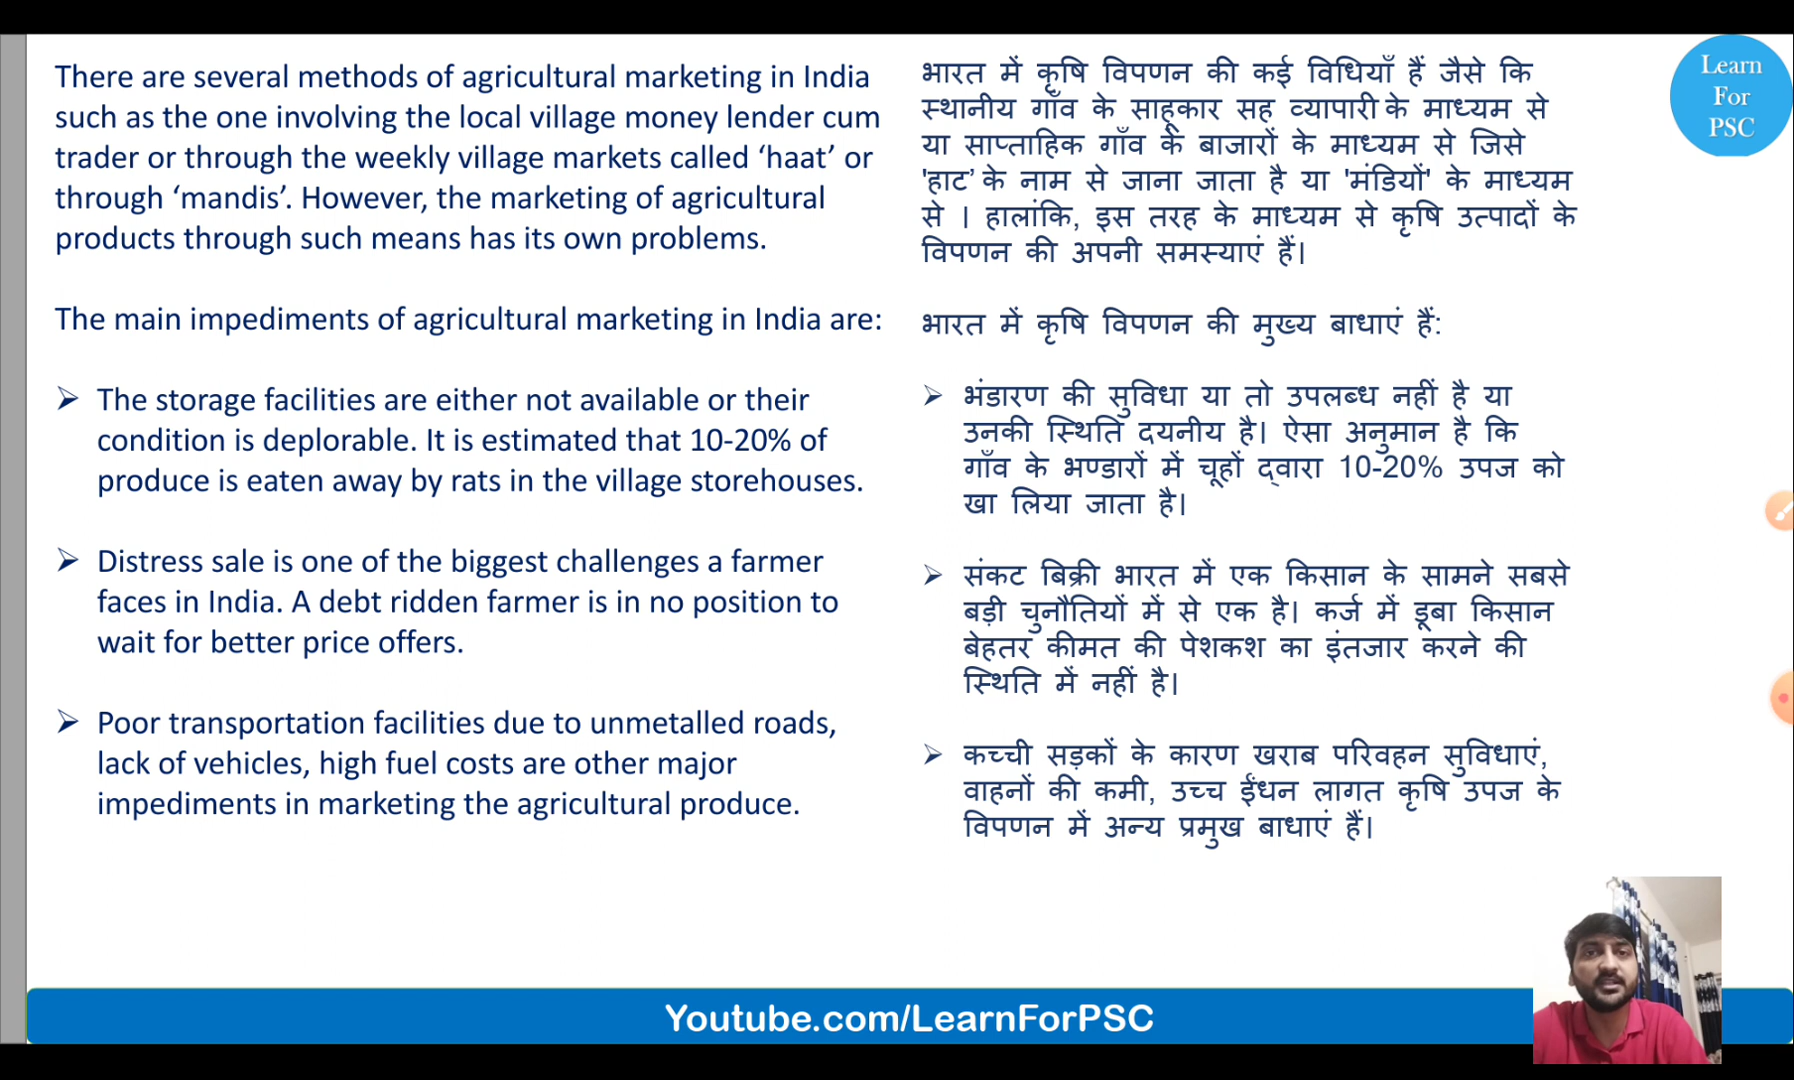 There are several methods of agricultural marketing in India
such as the one involving the local village money lender cum
trader or through the weekly village markets called ‘haat’ or
through ‘mandis’. However, the marketing of agricultural
products through such means has its own problems.
The main impediments of agricultural marketing in India are:
➢ The storage facilities are either not available or their
condition is deplorable. It is estimated that 10-20% of
produce is eaten away by rats in the village storehouses.
➢ Distress sale is one of the biggest challenges a farmer
faces in India. A debt ridden farmer is in no position to
wait for better price offers.
➢ Poor transportation facilities due to unmetalled roads,
lack of vehicles, high fuel costs are other major
impediments in marketing the agricultural produce.
भारत में कृषि विपणन की कई विधियाँ हैं जैसे कि
स्थानीय गाँव के साहूकार सह व्यापारी के माध्यम से
या साप्ताहिक गाँव के बाजारों के माध्यम से जिसे
'हाट’ के नाम से जाना जाता है या 'मंडियों' के माध्यम
से । हालांकि, इस तरह के माध्यम से कृषि उत्पादों के
विपणन की अपनी समस्याएं हैं।
भारत में कृषि विपणन की मुख्य बाधाएं हैं:
➢ भंडारण की सुविधा या तो उपलब्ध नहीं है या
उनकी स्थिति दयनीय है। ऐसा अनुमान है कि
गाँव के भण्डारों में चूहों द्वारा 10-20% उपज को
खा लिया जाता है।
➢ संकट बिक्री भारत में एक किसान के सामने सबसे
बड़ी चुनौतियों में से एक है। कर्ज में डूबा किसान
बेहतर कीमत की पेशकश का इंतजार करने की
स्थिति में नहीं है।
➢ कच्ची सड़कों के कारण खराब परिवहन सुविधाएं,
वाहनों की कमी, उच्च ईंधन लागत कृषि उपज के
विपणन में अन्य प्रमुख बाधाएं हैं।
Learn
For
PSC
Youtube.com/LearnForPSC